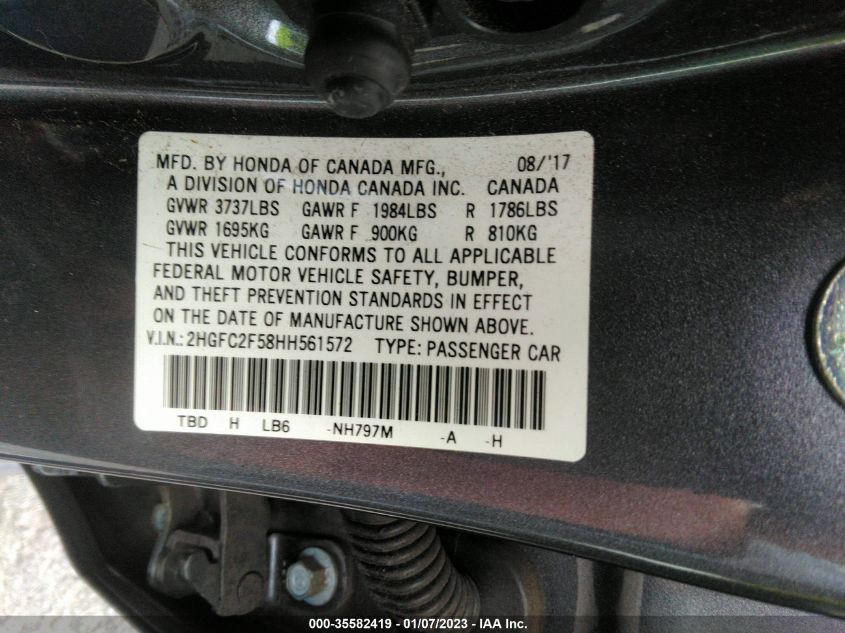 MFD. BY HONDA OF CANADA MFG., 08/'17
A DIVISION OF HONDA CANADA INC. CANADA
GVWR 3737LBS GAWR F 1984LBS R 1786LBS
GVWR 1695KG GAWR F 900KG R 810KG
THIS VEHICLE CONFORMS TO ALL APPLICABLE
FEDERAL MOTOR VEHICLE SAFETY, BUMPER,
AND THEFT PREVENTION STANDARDS IN EFFECT
ON THE DATE OF MANUFACTURE SHOWN ABOVE.
V.I.N.: 2HGFC2F58HH561572 TYPE: PASSENGER CAR
TBD H LB6 -NH797M -A -H
000-35582419 - 01/07/2023 - IAA Inc.